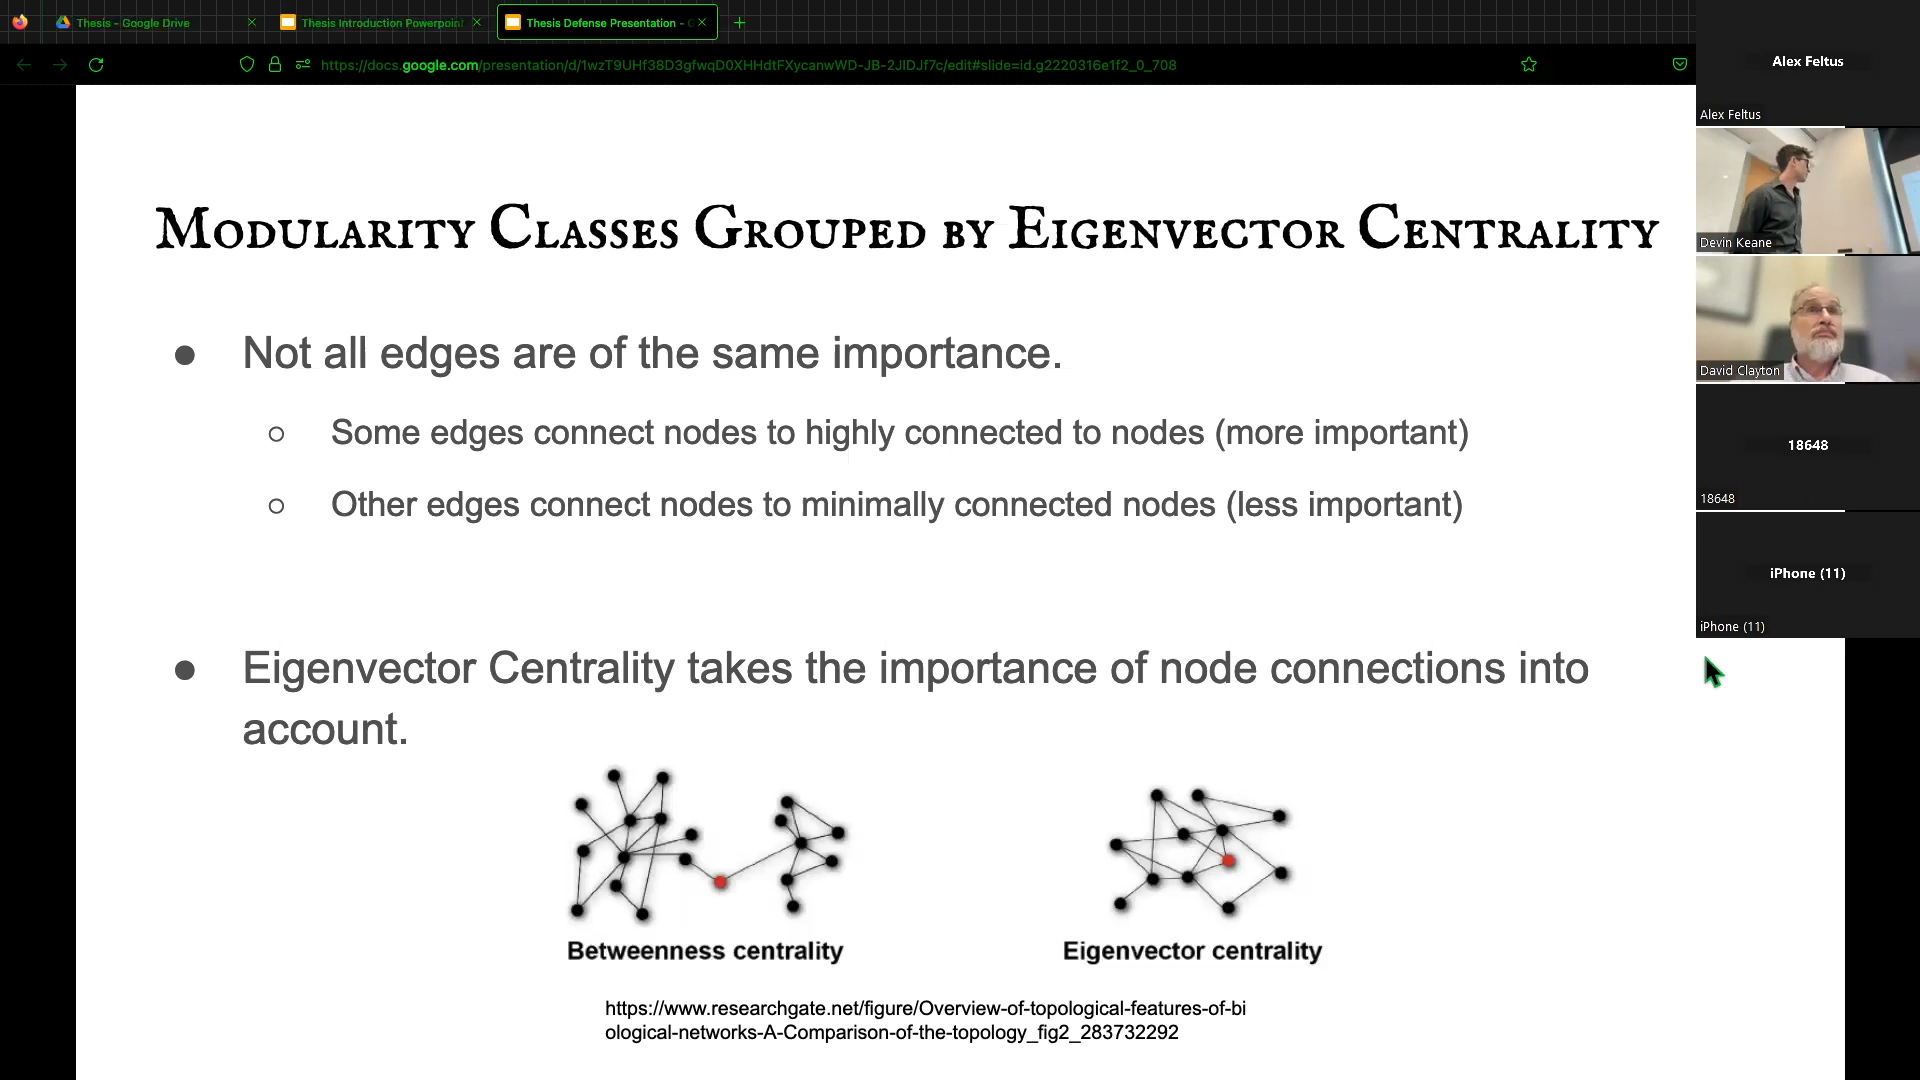 Thesis - Google Drive
Thesis Introduction Powerpoint
Thesis Defense Presentation -
https://docs.google.com/presentation/d/1wzT9UHf38D3gfwqD0XHHdtFXycanwWD-JB-2JIDJf7c/edit#slide=id.g2220316e1f2_0_708
Modularity Classes Grouped by Eigenvector Centrality
● Not all edges are of the same importance.
○ Some edges connect nodes to highly connected to nodes (more important)
○ Other edges connect nodes to minimally connected nodes (less important)
● Eigenvector Centrality takes the importance of node connections into
account.
Betweenness centrality
Eigenvector centrality
https://www.researchgate.net/figure/Overview-of-topological-features-of-bi
ological-networks-A-Comparison-of-the-topology_fig2_283732292
Alex Feltus
Alex Feltus
Devin Keane
David Clayton
18648
18648
iPhone (11)
iPhone (11)